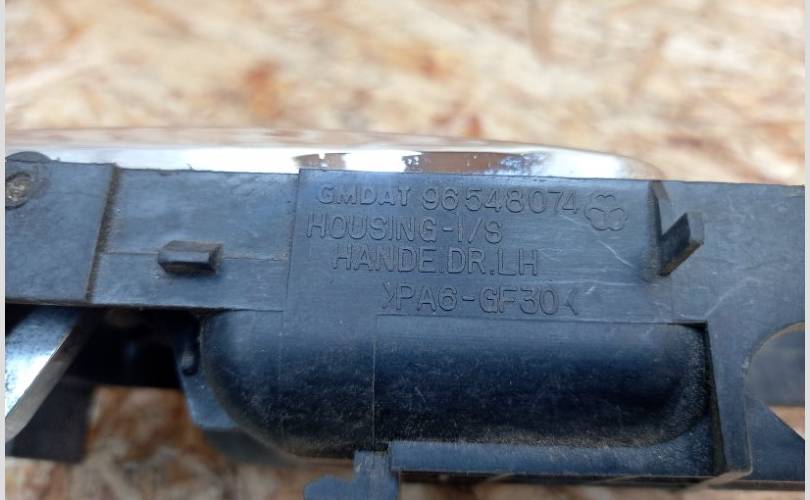 GMDAT 96548074
HOUSING-I/S
HANDE.DR.LH
>PA6-GF30<